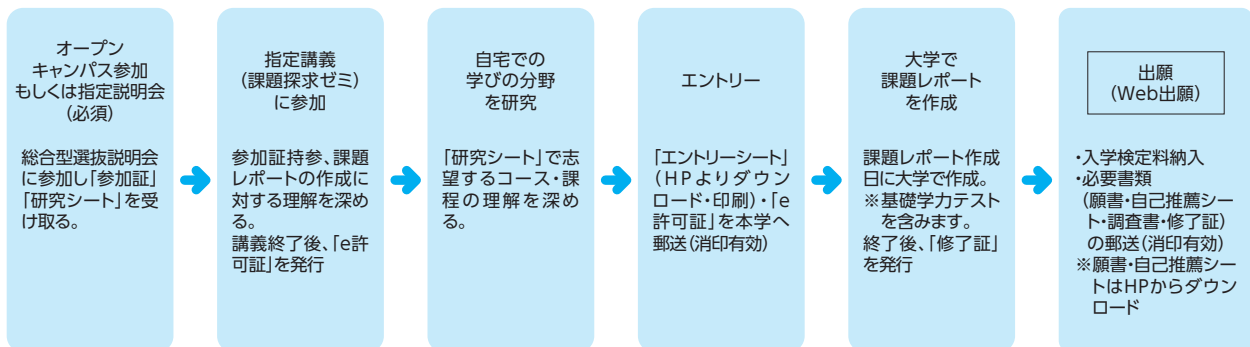 オープン
キャンパス参加
もしくは指定説明会
(必須)
総合型選抜説明会
に参加し「参加証」
「研究シート」を受
け取る。
指定講義
(課題探求ゼミ)
に参加
参加証持参、課題
レポートの作成に
対する理解を深め
る。
講義終了後、「e許
可証」を発行
自宅での
学びの分野
を研究
「研究シート」で志
望するコース・課
程の理解を深め
る。
エントリー
「エントリーシート」
(HPよりダウン
ロード・印刷)・「e
許可証」を本学へ
郵送(消印有効)
大学で
課題レポート
を作成
課題レポート作成
日に大学で作成。
※基礎学力テスト
を含みます。
終了後、「修了証」
を発行
出願
(Web出願)
・入学検定料納入
・必要書類
(願書・自己推薦シー
ト・調査書・修了証)
の郵送(消印有効)
※願書・自己推薦シー
トはHPからダウン
ロード